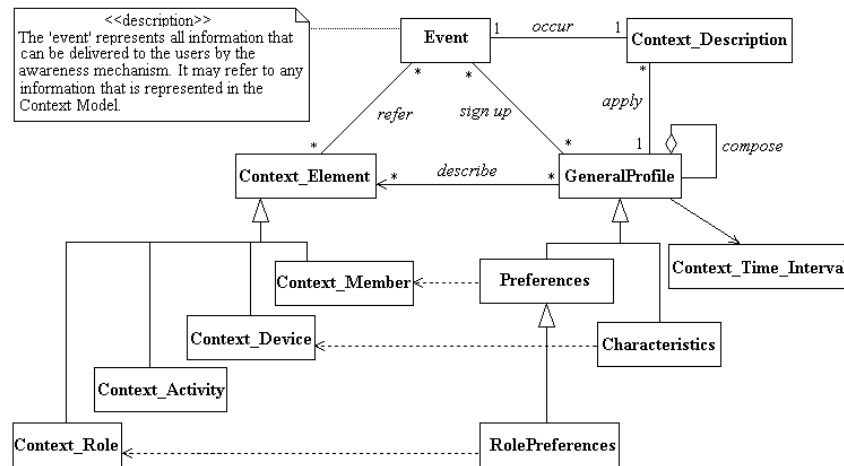 <<description>>
The 'event' represents all information that
can be delivered to the users by the
awareness mechanism. It may refer to any
information that is represented in the
Context Model.
Event
1
occur
1
Context_Description
*
*
*
refer
sign up
apply
*
*
1
compose
Context_Element
describe
GeneralProfile
*
*
Context_Time_Interval
Context_Member
Preferences
Context_Device
Characteristics
Context_Activity
Context_Role
RolePreferences